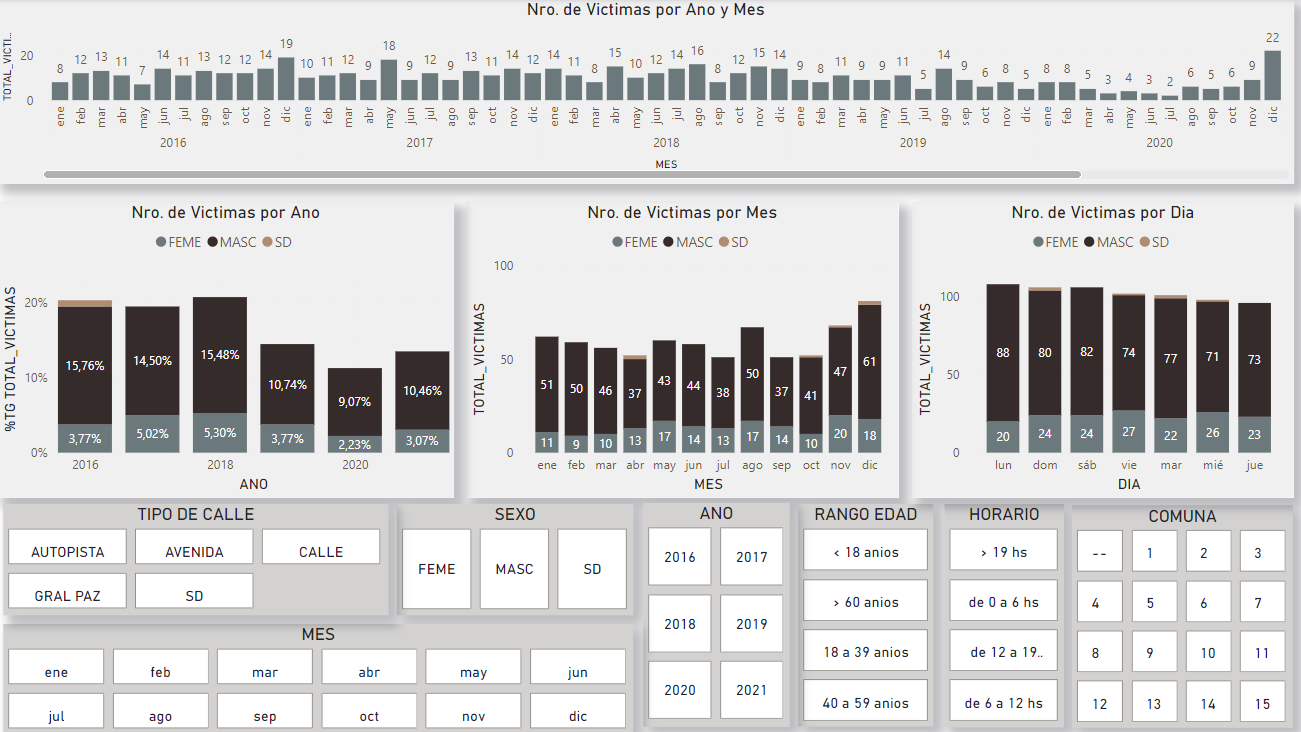 Nro. de Victimas por Ano y Mes
TOTAL_VICTI...
20
0
8 12 13 11 7 14 11 13 12 12 14 19 10 11 12 9 18 9 12 9 13 11 14 12 14 11 8 15 10 12 14 16 8 12 15 14 9 8 11 9 9 11 5 14 9 6 8 5 8 8 5 3 4 3 2 6 5 6 9 22
ene feb mar abr may jun jul ago sep oct nov dic ene feb mar abr may jun jul ago sep oct nov dic ene feb mar abr may jun jul ago sep oct nov dic ene feb mar abr may jun jul ago sep oct nov dic ene feb mar abr may jun jul ago sep oct nov dic
2016 2017 2018 2019 2020
MES
Nro. de Victimas por Ano
FEME MASC SD
%TG TOTAL_VICTIMAS
20%
10%
0%
15,76% 14,50% 15,48% 10,74% 9,07% 10,46%
3,77% 5,02% 5,30% 3,77% 2,23% 3,07%
2016 2018 2020
ANO
Nro. de Victimas por Mes
FEME MASC SD
TOTAL_VICTIMAS
100
50
0
51 50 46 37 43 44 38 50 37 41 47 61
11 9 10 13 17 14 13 17 14 10 20 18
ene feb mar abr may jun jul ago sep oct nov dic
MES
Nro. de Victimas por Dia
FEME MASC SD
TOTAL_VICTIMAS
100
50
0
88 80 82 74 77 71 73
20 24 24 27 22 26 23
lun dom sáb vie mar mié jue
DIA
TIPO DE CALLE
AUTOPISTA AVENIDA CALLE
GRAL PAZ SD
SEXO
FEME MASC SD
MES
ene feb mar abr may jun
jul ago sep oct nov dic
ANO
2016 2017
2018 2019
2020 2021
RANGO EDAD
< 18 anios
> 60 anios
18 a 39 anios
40 a 59 anios
HORARIO
> 19 hs
de 0 a 6 hs
de 12 a 19..
de 6 a 12 hs
COMUNA
-- 1 2 3
4 5 6 7
8 9 10 11
12 13 14 15